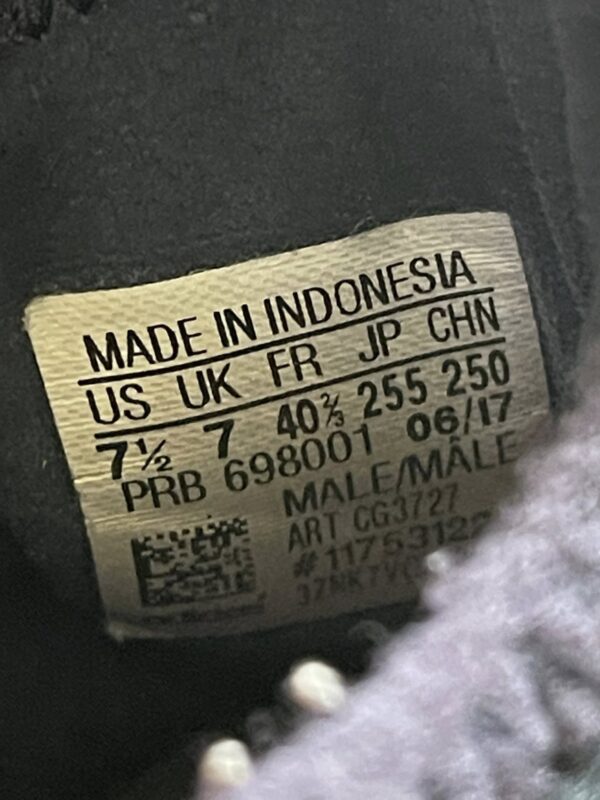 MADE IN INDONESIA
US UK FR JP CHN
7½ 7 40⅔ 255 250
PRB 698001 06/17
MALE/MÂLE
ART CG3727